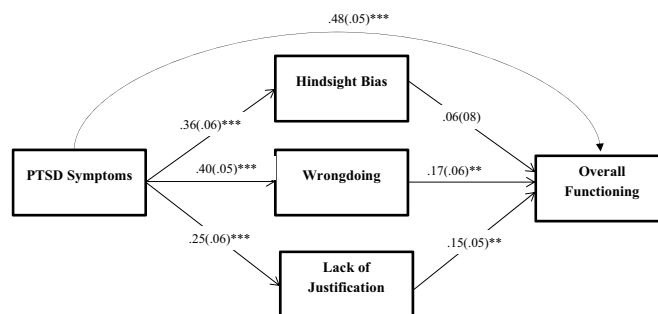 .48(.05)***
Hindsight Bias
.36(.06)***
.06(08)
PTSD Symptoms
.40(.05)***
Wrongdoing
.17(.06)**
Overall
Functioning
.25(.06)***
.15(.05)**
Lack of
Justification